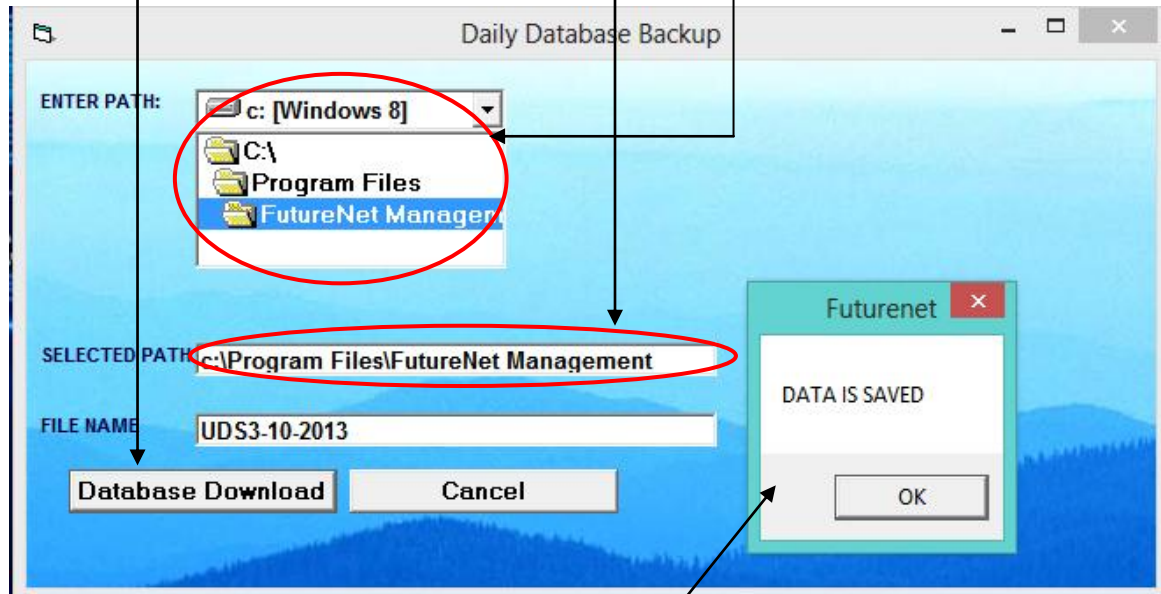 Daily Database Backup
ENTER PATH:
c: [Windows 8]
C:\
Program Files
FutureNet Managem
SELECTED PATH
c:\Program Files\FutureNet Management
FILE NAME
UDS3-10-2013
Database Download
Cancel
Futurenet
DATA IS SAVED
OK